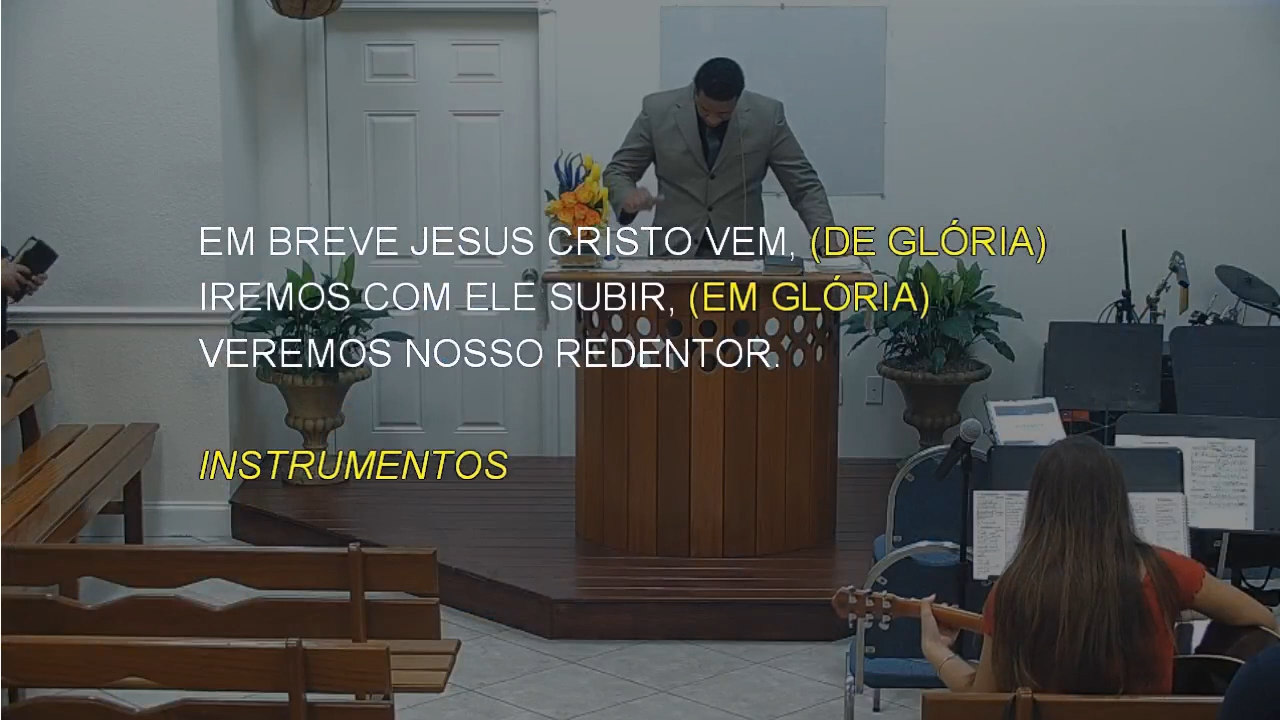 EM BREVE JESUS CRISTO VEM, (DE GLÓRIA)
IREMOS COM ELE SUBIR, (EM GLÓRIA)
VEREMOS NOSSO REDENTOR.
INSTRUMENTOS